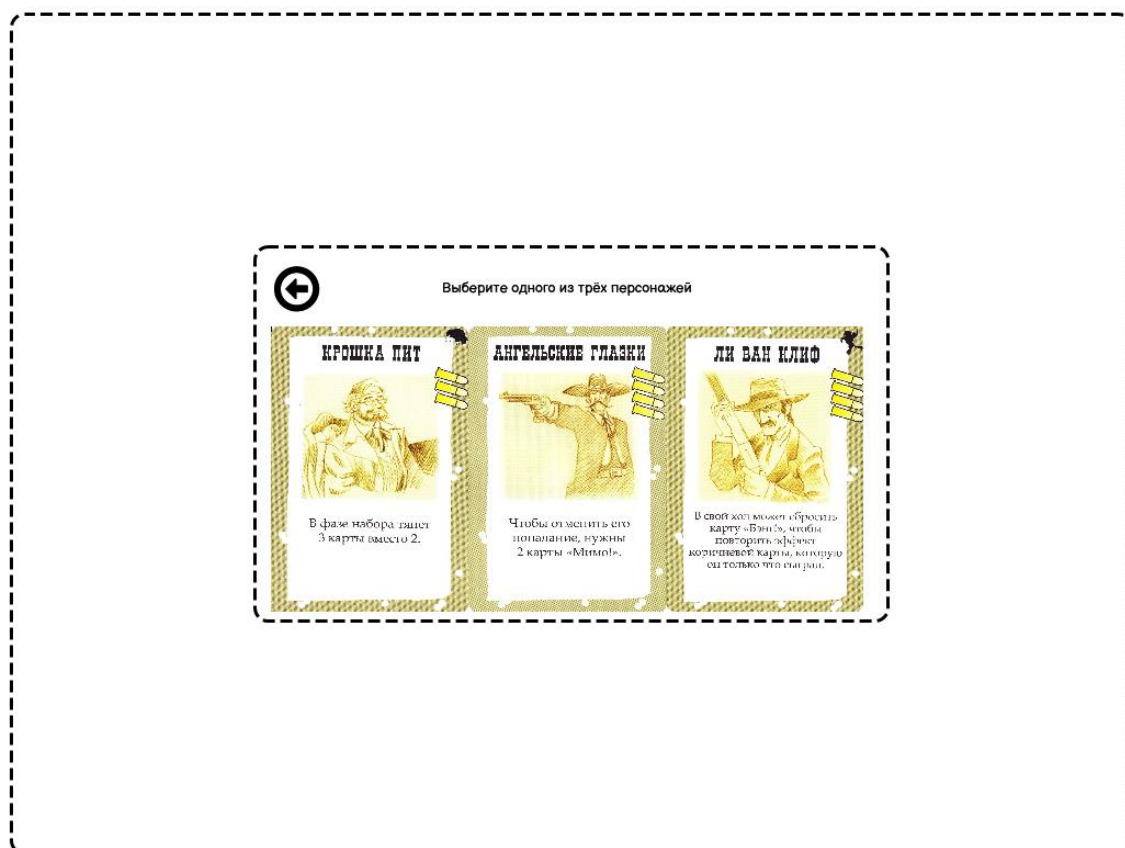 Выберите одного из трёх персонажей
КРОШКА ПИТ
В фазе набора тянет
3 карты вместо 2.
АНГЕЛЬСКИЕ ГЛАЗКИ
Чтобы отменить его
попадание, нужны
2 карты «Мимо!».
ЛИ ВАН КЛИФ
В свой ход может сбросить
карту «Бэнг!», чтобы
повторить эффект
коричневой карты, которую
он только что сыграл.